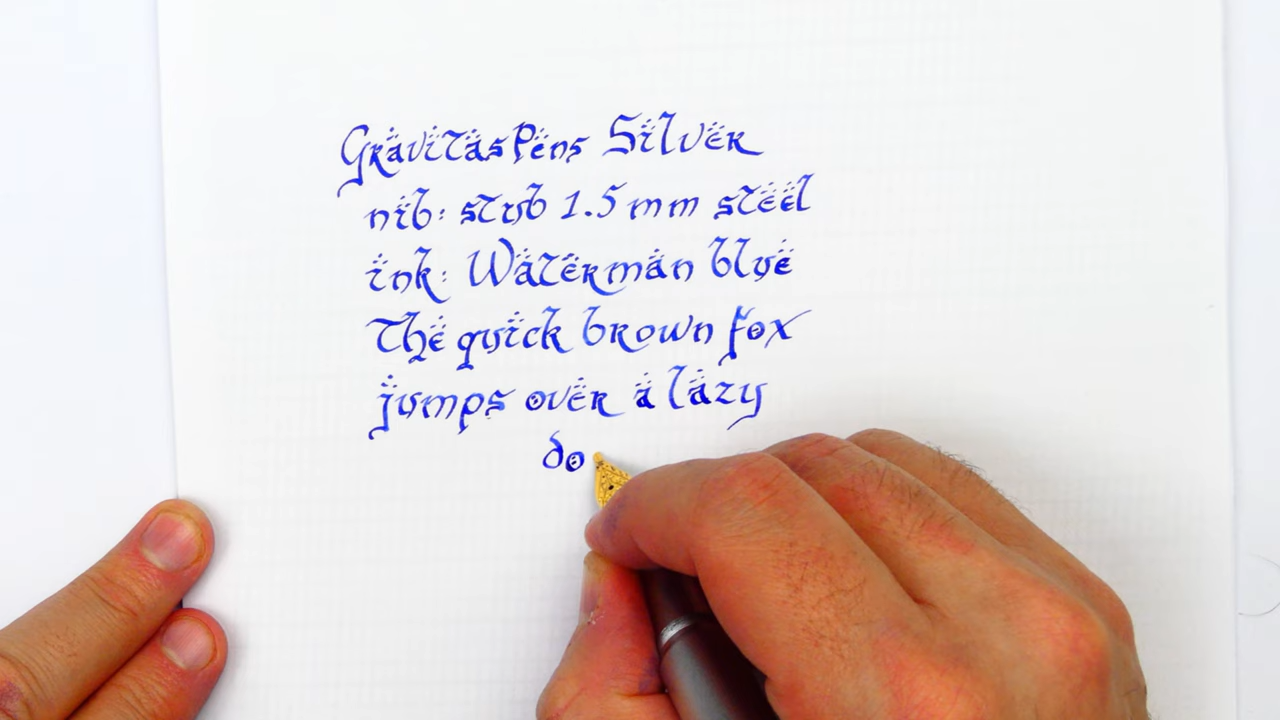 GravitasPens Silver
nib: stub 1.5 mm steel
ink: Waterman blue
The quick brown fox
jumps over a lazy
do